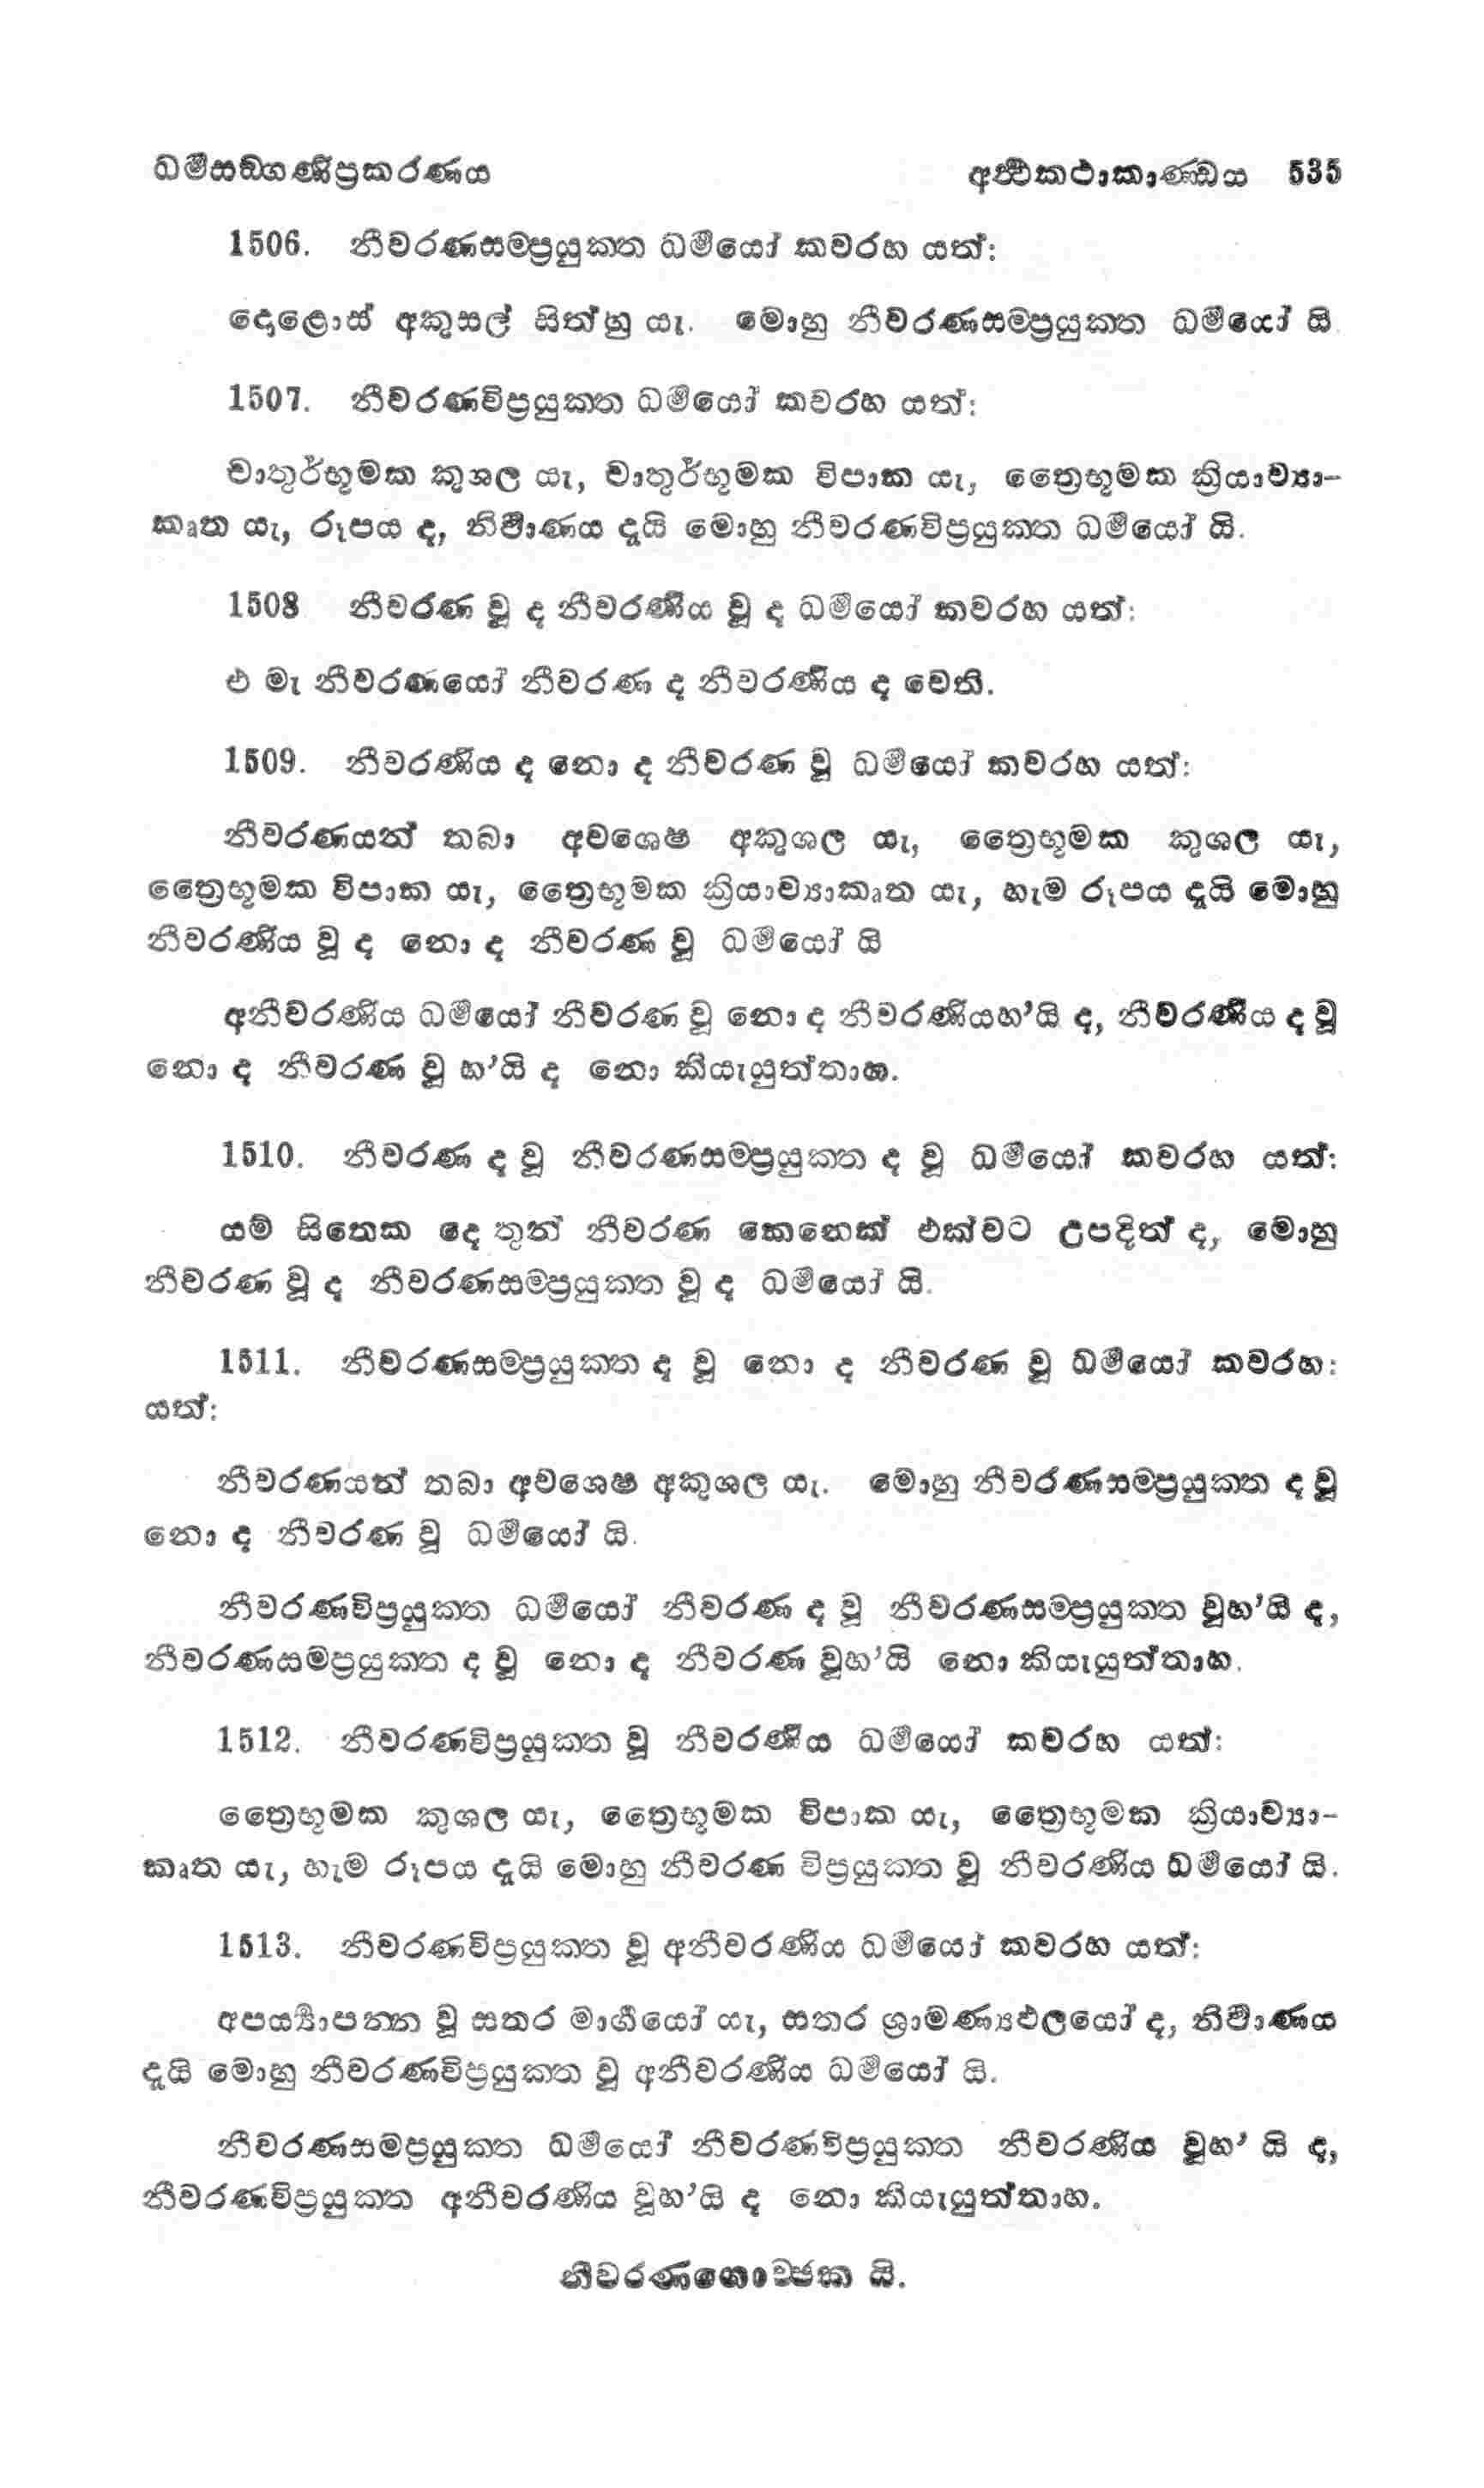 ධර්‍මසඞ්ගණිප්‍රකරණය අර්‍ත්‍ථකථාකාණ්ඩය 535
1506. නීවරණසම්ප්‍රයුක්ත ධර්‍මයෝ කවරහ යත්:
දොළොස් අකුසල් සිත්හු යැ. මොහු නීවරණසම්ප්‍රයුක්ත ධර්‍මයෝ යි
1507. නීවරණවිප්‍රයුක්ත ධර්‍මයෝ කවරහ යත්:
චාතුර්භූමක කුශල යැ, චාතුර්භූමක විපාක යැ, ත්‍රෛභූමක ක්‍රියාව්‍යා-
කෘත යැ, රූපය ද, නිර්‍වාණය දැයි මොහු නීවරණවිප්‍රයුක්ත ධර්‍මයෝ යි.
1508 නීවරණ වූ ද නීවරණීය වූ ද ධර්‍මයෝ කවරහ යත්:
එ මැ නීවරණයෝ නීවරණ ද නීවරණීය ද වෙති.
1509. නීවරණිය ද නො ද නීවරණ වූ ධර්‍මයෝ කවරහ යත්:
නීවරණයන් තබා අවශෙෂ අකුශල යැ, ත්‍රෛභූමක කුශල යැ,
ත්‍රෛභූමක විපාක යැ, ත්‍රෛභූමක ක්‍රියාව්‍යාකෘත යැ, හැම රූපය දැයි මොහු
නීවරණිය වූ ද නො ද නීවරණ වූ ධර්‍මයෝ යි
අනීවරණිය ධර්‍මයෝ නීවරණ වූ නො ද නීවරණියහ’යි ද, නීවරණීය ද වූ
නො ද නීවරණ වූ හ’යි ද නො කියැයුත්තාහ.
1510. නීවරණ ද වූ නීවරණසම්ප්‍රයුක්ත ද වූ ධර්‍මයෝ කවරහ යත්:
යම් සිතෙක දෙ තුන් නීවරණ කෙනෙක් එක්වට උපදිත් ද, මොහු
නීවරණ වූ ද නීවරණසම්ප්‍රයුක්ත වූ ද ධර්‍මයෝ යි.
1511. නීවරණසම්ප්‍රයුක්ත ද වූ නො ද නීවරණ වූ ධර්‍මයෝ කවරහ:
යත්:
නීවරණයන් තබා අවශෙෂ අකුශල යැ. මොහු නීවරණසම්ප්‍රයුක්ත ද වූ
නො ද නීවරණ වූ ධර්‍මයෝ යි.
නීවරණවිප්‍රයුක්ත ධර්‍මයෝ නීවරණ ද වූ නීවරණසම්ප්‍රයුක්ත වූහ’යි ද,
නීවරණසම්ප්‍රයුක්ත ද වූ නො ද නීවරණ වූහ’යි නො කියැයුත්තාහ.
1512. නීවරණවිප්‍රයුක්ත වූ නීවරණීය ධර්‍මයෝ කවරහ යත්:
ත්‍රෛභූමක කුශල යැ, ත්‍රෛභූමක විපාක යැ, ත්‍රෛභූමක ක්‍රියාව්‍යා-
කෘත යැ, හැම රූපය දැයි මොහු නීවරණ විප්‍රයුක්ත වූ නීවරණිය ධර්‍මයෝ යි.
1513. නීවරණවිප්‍රයුක්ත වූ අනීවරණිය ධර්‍මයෝ කවරහ යත්:
අපර්‍ය්‍යාපන්න වූ සතර මාර්‍ගයෝ යැ, සතර ශ්‍රාමණ්‍යඵලයෝ ද, නිර්‍වාණය
දැයි මොහු නීවරණවිප්‍රයුක්ත වූ අනීවරණිය ධර්‍මයෝ යි.
නීවරණසම්ප්‍රයුක්ත ධර්‍මයෝ නීවරණවිප්‍රයුක්ත නීවරණිය වූහ’ යි ද,
නීවරණවිප්‍රයුක්ත අනීවරණිය වූහ’යි ද නො කියැයුත්තාහ.
නීවරණගොච්ඡක යි.